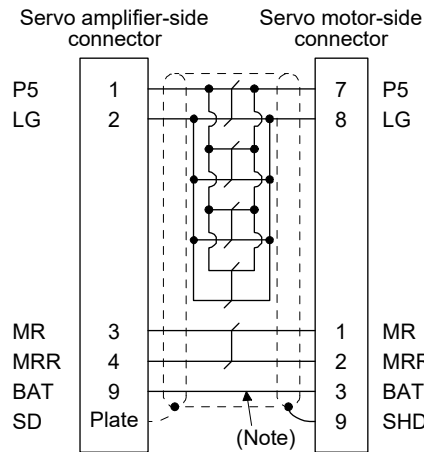 Servo amplifier-side connector
Servo motor-side connector
P5 1 7 P5
LG 2 8 LG
MR 3 1 MR
MRR 4 2 MRR
BAT 9 3 BAT
SD Plate 9 SHD
(Note)